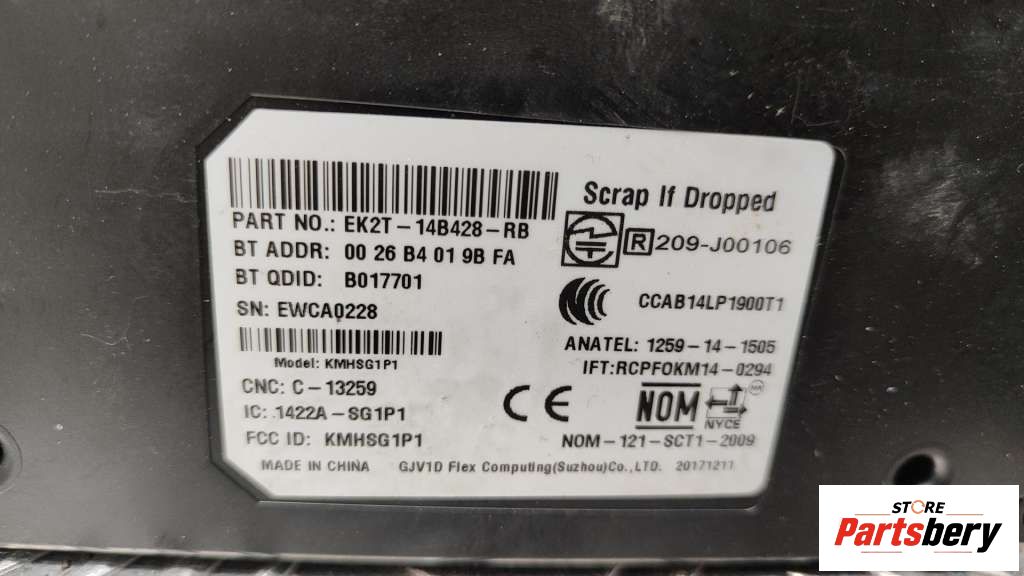 Scrap If Dropped
PART NO.: EK2T-14B428-RB
R 209-J00106
BT ADDR: 00 26 B4 01 9B FA
BT QDID: B017701
CCAB14LP1900T1
SN: EWCA0228
ANATEL: 1259-14-1505
Model: KMHSG1P1
IFT:RCPFOKM14-0294
CNC: C-13259
CE
NOM
NYCE
IC: 1422A-SG1P1
FCC ID: KMHSG1P1
NOM-121-SCT1-2009
MADE IN CHINA GJV1D Flex Computing(Suzhou)Co.,LTD. 20171211
STORE
Partsbery